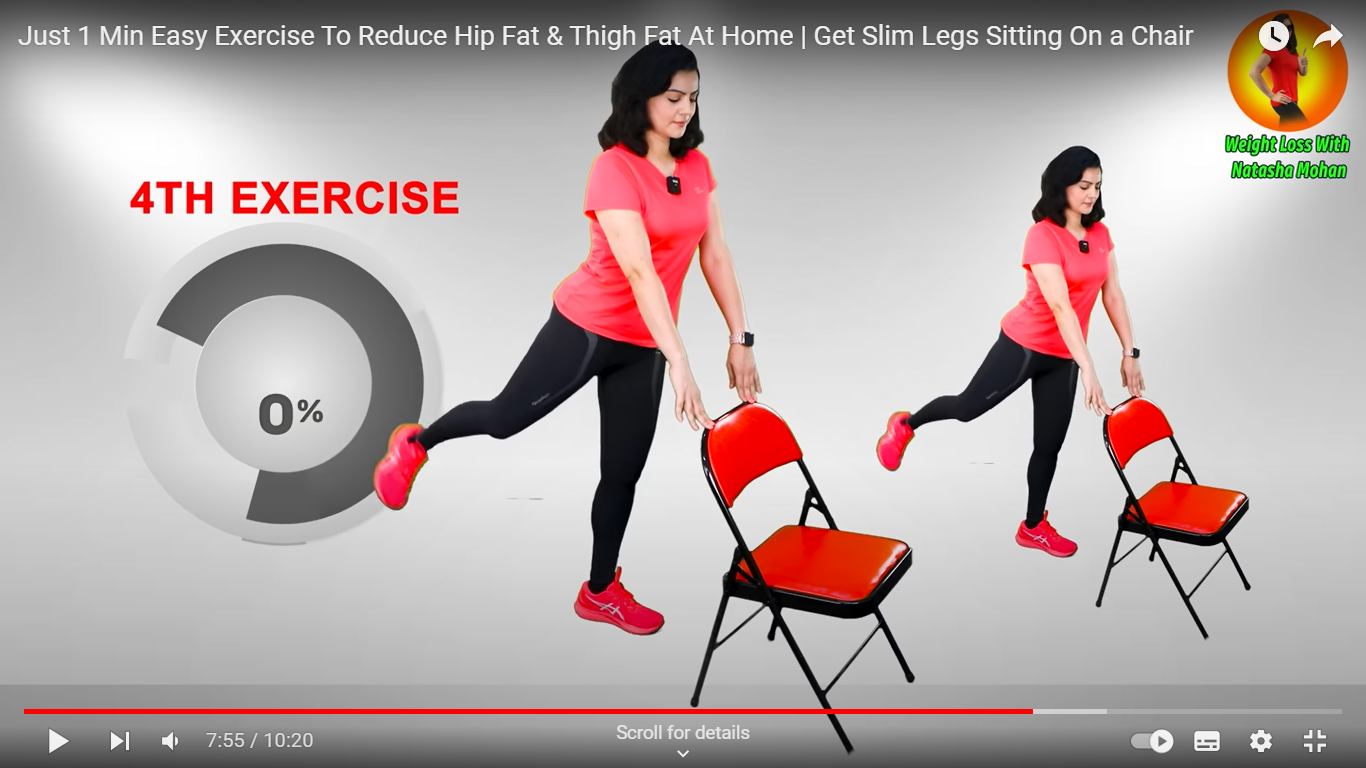 Just 1 Min Easy Exercise To Reduce Hip Fat & Thigh Fat At Home | Get Slim Legs Sitting On a Chair
Weight Loss With
Natasha Mohan
4TH EXERCISE
0%
Scroll for details
7:55 / 10:20